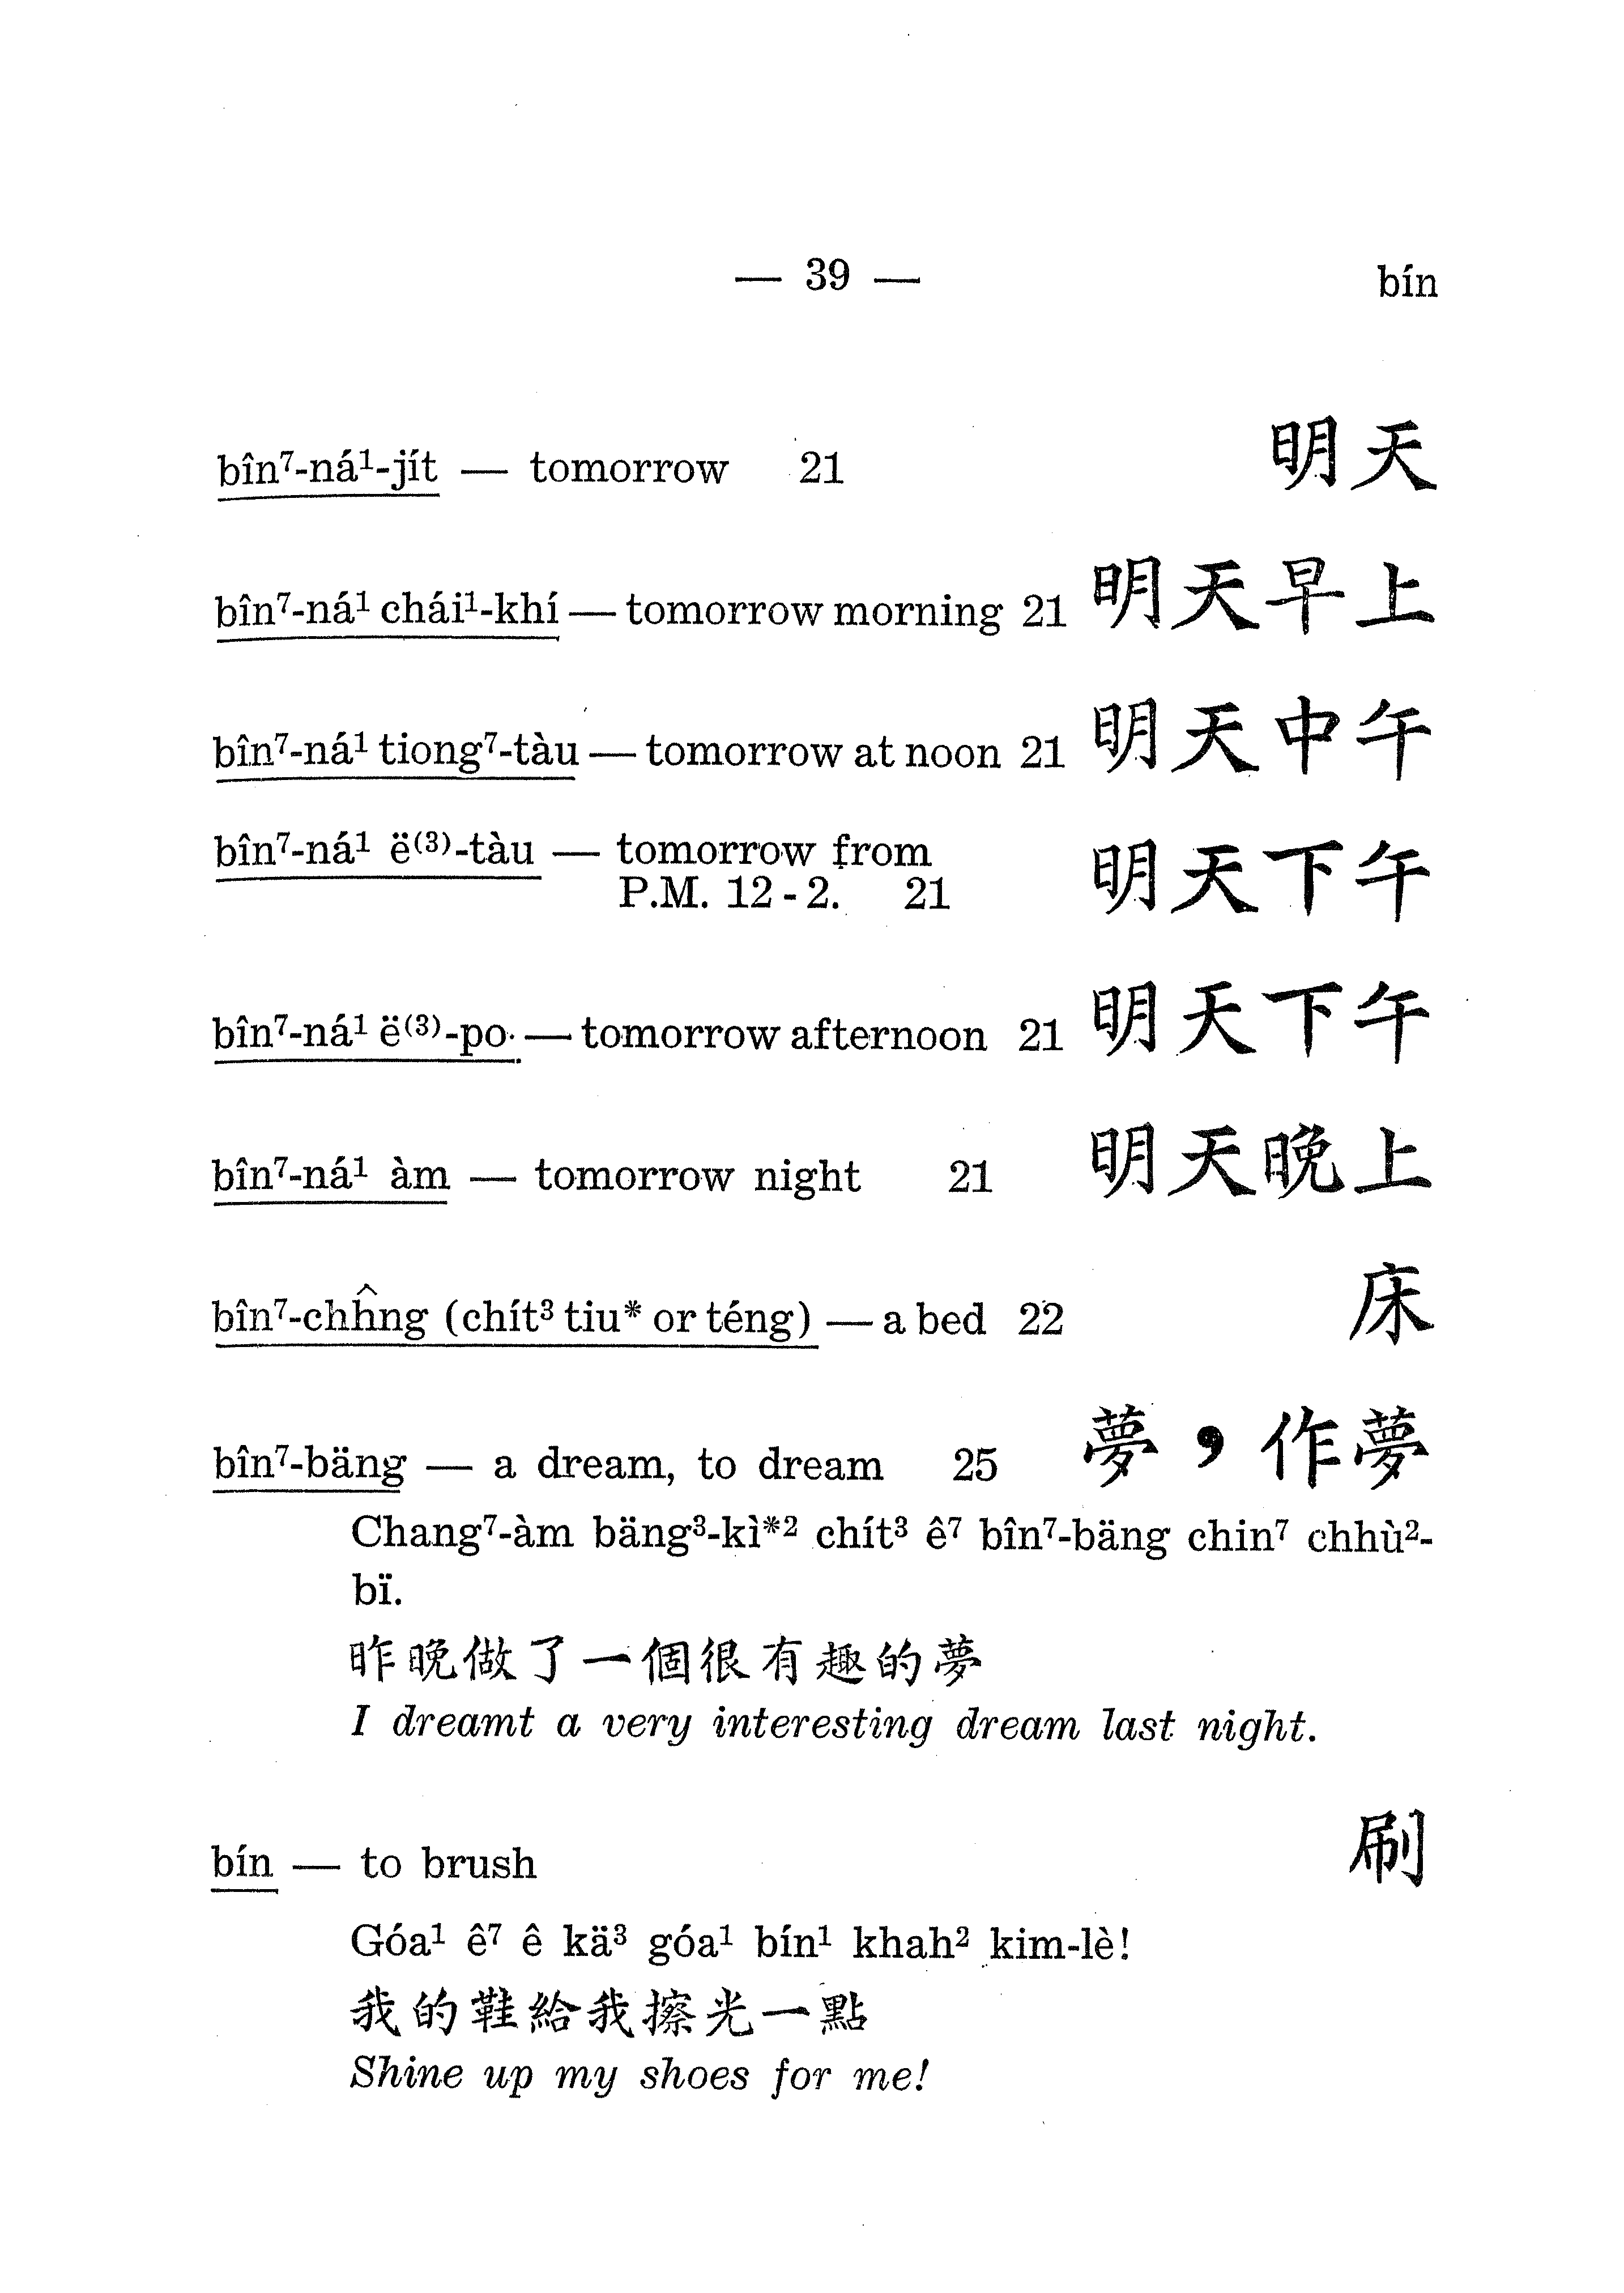 — 39 — bín
bîn⁷-ná¹-jít — tomorrow 21 明天
bîn⁷-ná¹ chái¹-khí — tomorrow morning 21 明天早上
bîn⁷-ná¹ tiong⁷-tàu — tomorrow at noon 21 明天中午
bîn⁷-ná¹ ë⁽³⁾-tàu — tomorrow from
P.M. 12 - 2. 21 明天下午
bîn⁷-ná¹ ë⁽³⁾-po· — tomorrow afternoon 21 明天下午
bîn⁷-ná¹ àm — tomorrow night 21 明天晚上
bîn⁷-chĥng (chít³ tiu* or téng) — a bed 22 床
bîn⁷-bäng — a dream, to dream 25 夢，作夢
Chang⁷-àm bäng³-kì*² chít³ ê⁷ bîn⁷-bäng chin⁷ chhù²-
bï.
昨晚做了一個很有趣的夢
I dreamt a very interesting dream last night.
bín — to brush 刷
Góa¹ ê⁷ ê kä³ góa¹ bín¹ khah² kim-lè!
我的鞋給我擦光一點
Shine up my shoes for me!